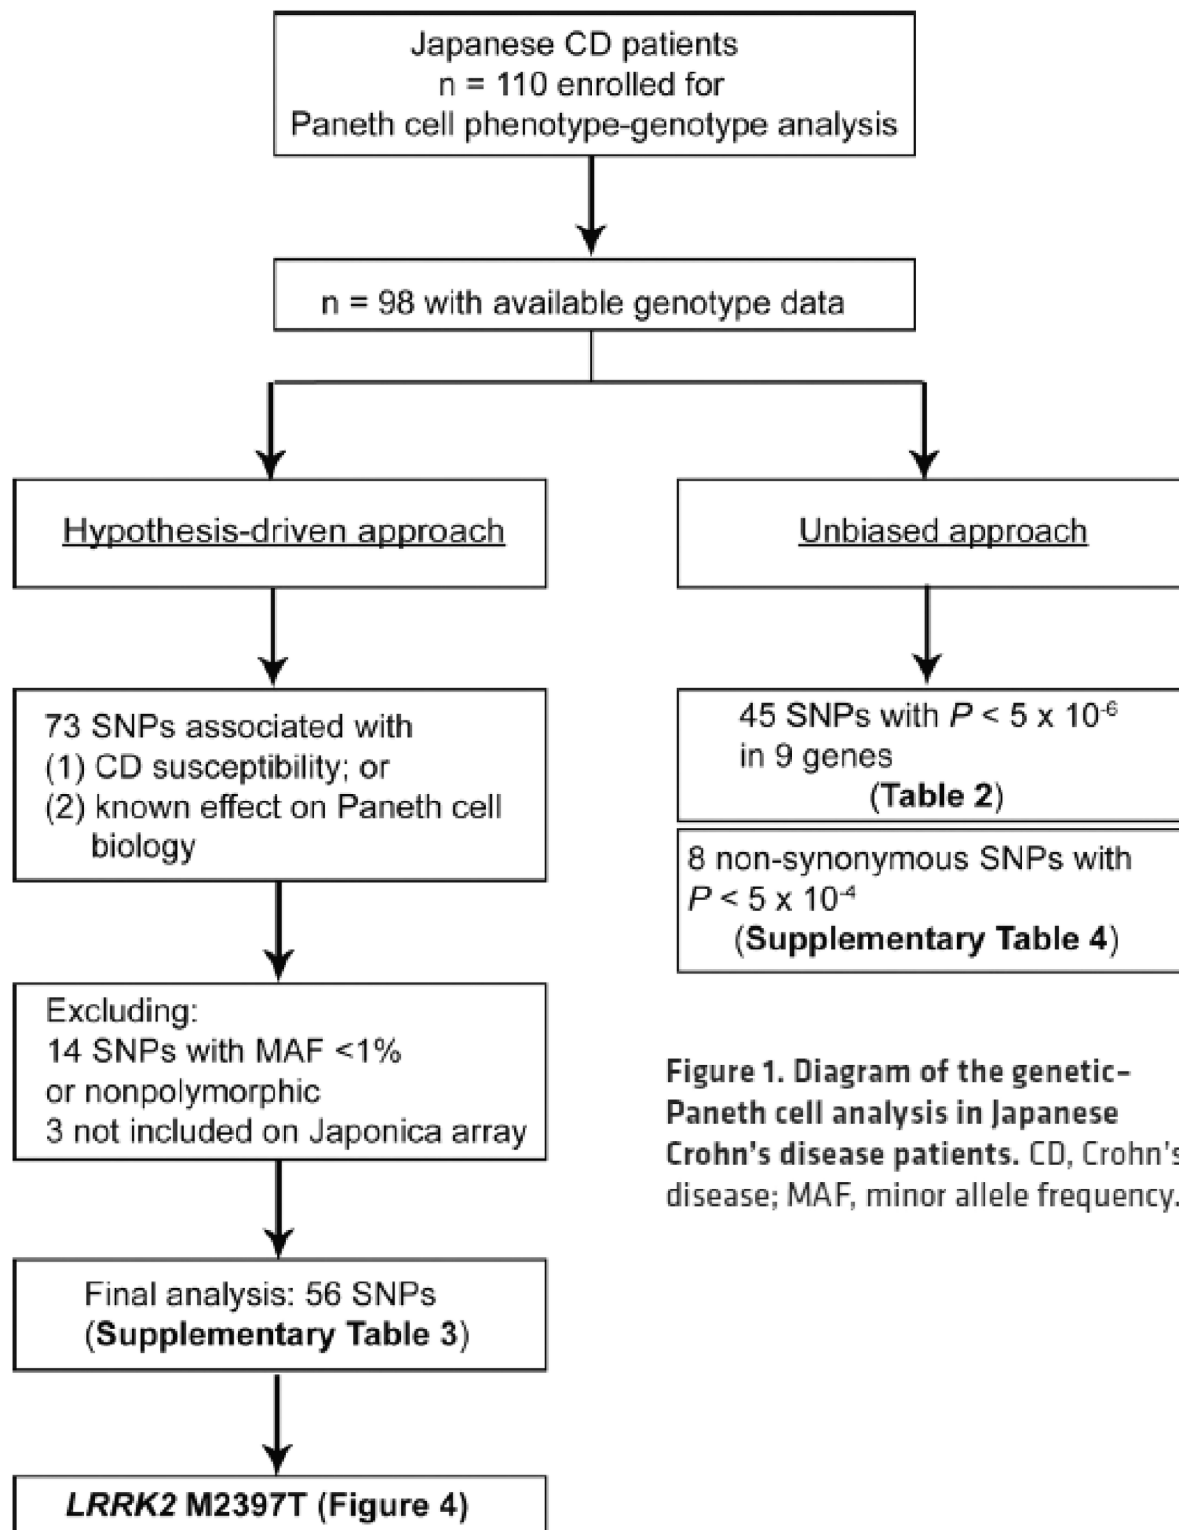 Japanese CD patients
n = 110 enrolled for
Paneth cell phenotype-genotype analysis
n = 98 with available genotype data
Hypothesis-driven approach
73 SNPs associated with
(1) CD susceptibility; or
(2) known effect on Paneth cell
biology
Excluding:
14 SNPs with MAF <1%
or nonpolymorphic
3 not included on Japonica array
Final analysis: 56 SNPs
(Supplementary Table 3)
LRRK2 M2397T (Figure 4)
Unbiased approach
45 SNPs with P < 5 x 10⁻⁶
in 9 genes
(Table 2)
8 non-synonymous SNPs with
P < 5 x 10⁻⁴
(Supplementary Table 4)
Figure 1. Diagram of the genetic–
Paneth cell analysis in Japanese
Crohn's disease patients. CD, Crohn's
disease; MAF, minor allele frequency.